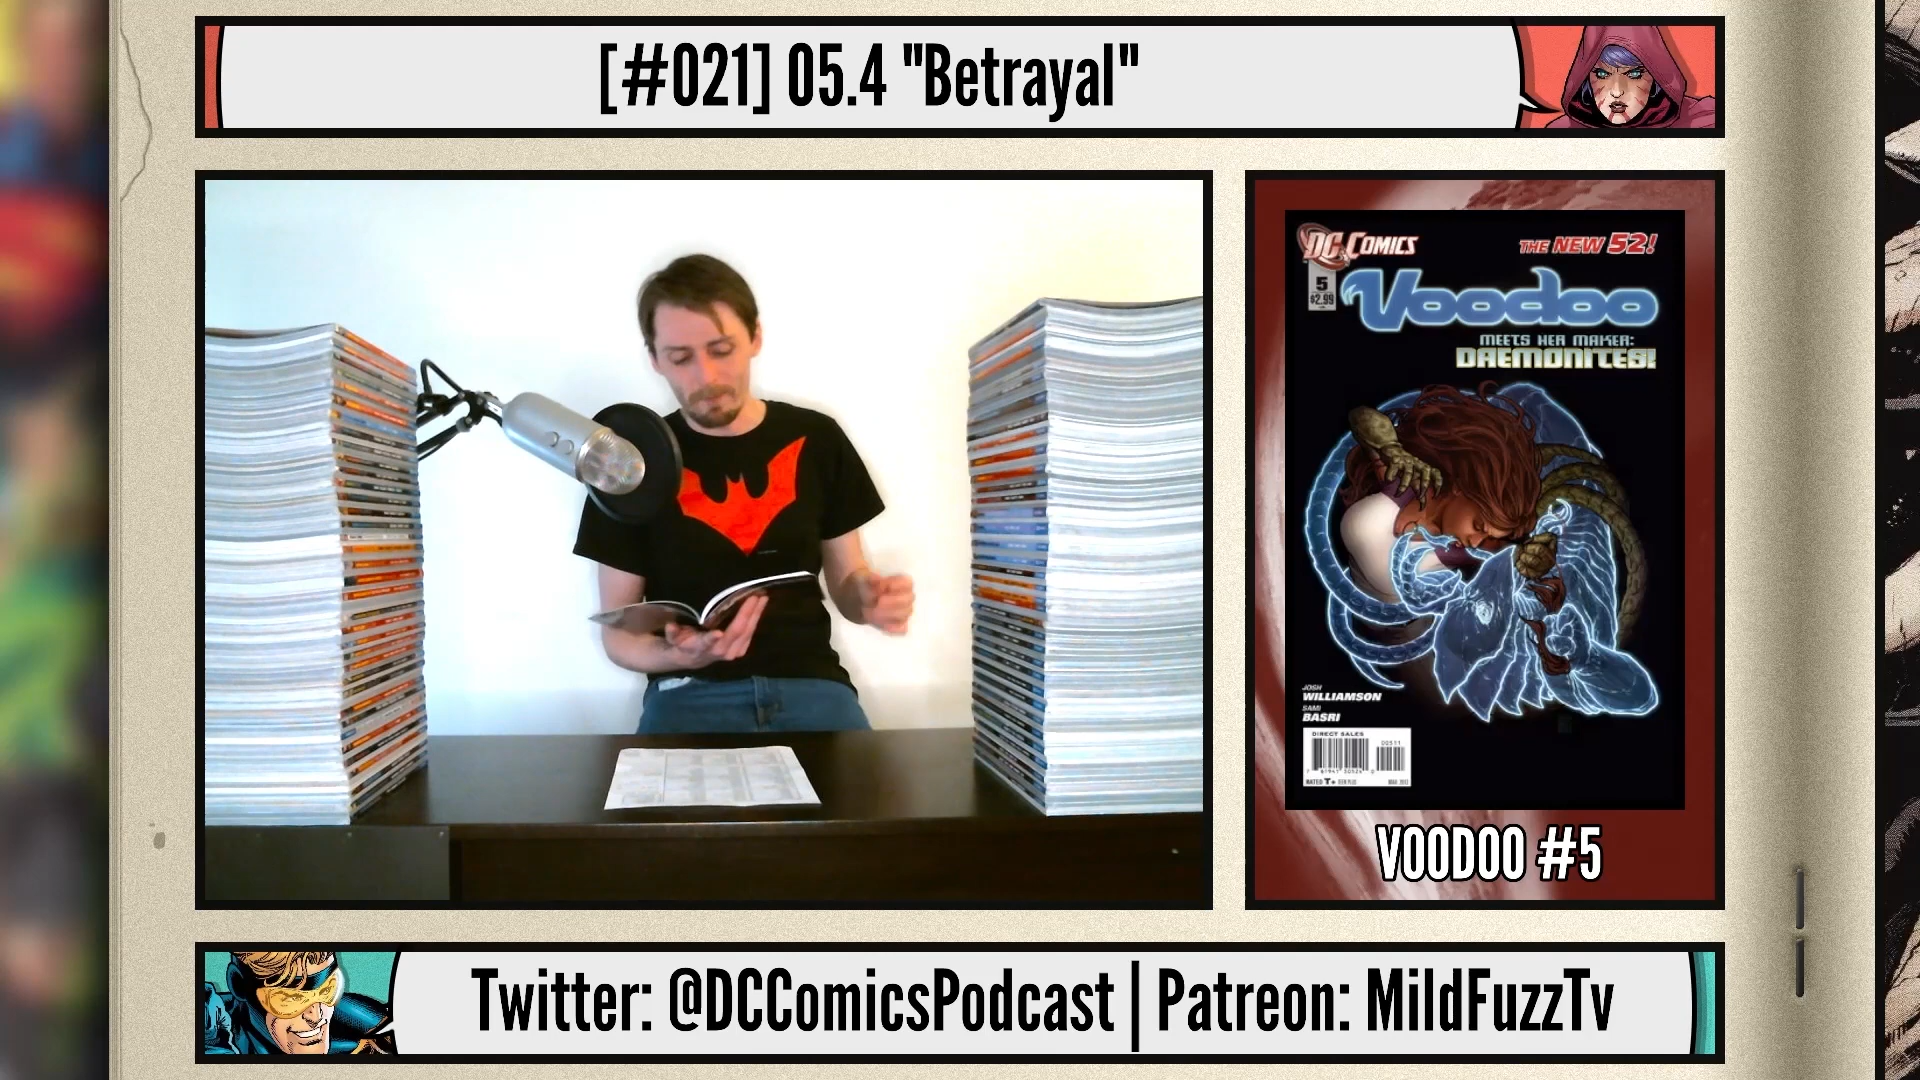 [#021] 05.4 "Betrayal"
DC COMICS
THE NEW 52!
5
$2.99
Voodoo
MEETS HER MAKER:
DAEMONITES!
JOSH
WILLIAMSON
SAMI
BASRI
DIRECT SALES
RATED T+
VOODOO #5
Twitter: @DCComicsPodcast | Patreon: MildFuzzTv